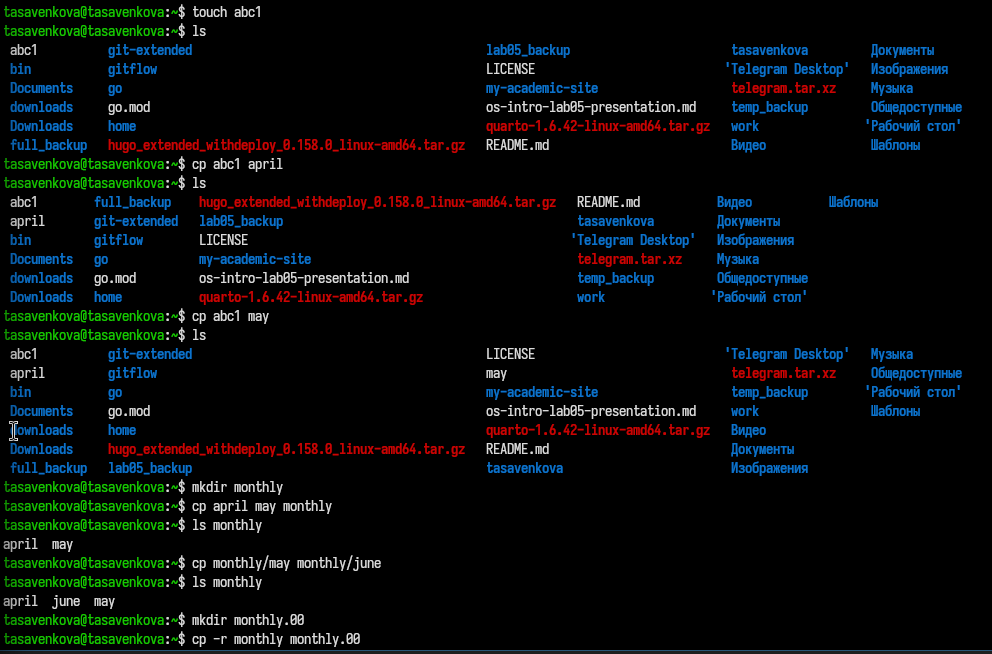 tasavenkova@tasavenkova:~$ touch abc1
tasavenkova@tasavenkova:~$ ls
abc1 git-extended lab05_backup tasavenkova Документы
bin gitflow LICENSE 'Telegram Desktop' Изображения
Documents go my-academic-site telegram.tar.xz Музыка
downloads go.mod os-intro-lab05-presentation.md temp_backup Общедоступные
Downloads home quarto-1.6.42-linux-amd64.tar.gz work 'Рабочий стол'
full_backup hugo_extended_withdeploy_0.158.0_linux-amd64.tar.gz README.md Видео Шаблоны
tasavenkova@tasavenkova:~$ cp abc1 april
tasavenkova@tasavenkova:~$ ls
abc1 full_backup hugo_extended_withdeploy_0.158.0_linux-amd64.tar.gz README.md Видео Шаблоны
april git-extended lab05_backup tasavenkova Документы
bin gitflow LICENSE 'Telegram Desktop' Изображения
Documents go my-academic-site telegram.tar.xz Музыка
downloads go.mod os-intro-lab05-presentation.md temp_backup Общедоступные
Downloads home quarto-1.6.42-linux-amd64.tar.gz work 'Рабочий стол'
tasavenkova@tasavenkova:~$ cp abc1 may
tasavenkova@tasavenkova:~$ ls
abc1 git-extended LICENSE 'Telegram Desktop' Музыка
april gitflow may telegram.tar.xz Общедоступные
bin go my-academic-site temp_backup 'Рабочий стол'
Documents go.mod os-intro-lab05-presentation.md work Шаблоны
downloads home quarto-1.6.42-linux-amd64.tar.gz Видео
Downloads hugo_extended_withdeploy_0.158.0_linux-amd64.tar.gz README.md Документы
full_backup lab05_backup tasavenkova Изображения
tasavenkova@tasavenkova:~$ mkdir monthly
tasavenkova@tasavenkova:~$ cp april may monthly
tasavenkova@tasavenkova:~$ ls monthly
april may
tasavenkova@tasavenkova:~$ cp monthly/may monthly/june
tasavenkova@tasavenkova:~$ ls monthly
april june may
tasavenkova@tasavenkova:~$ mkdir monthly.00
tasavenkova@tasavenkova:~$ cp -r monthly monthly.00